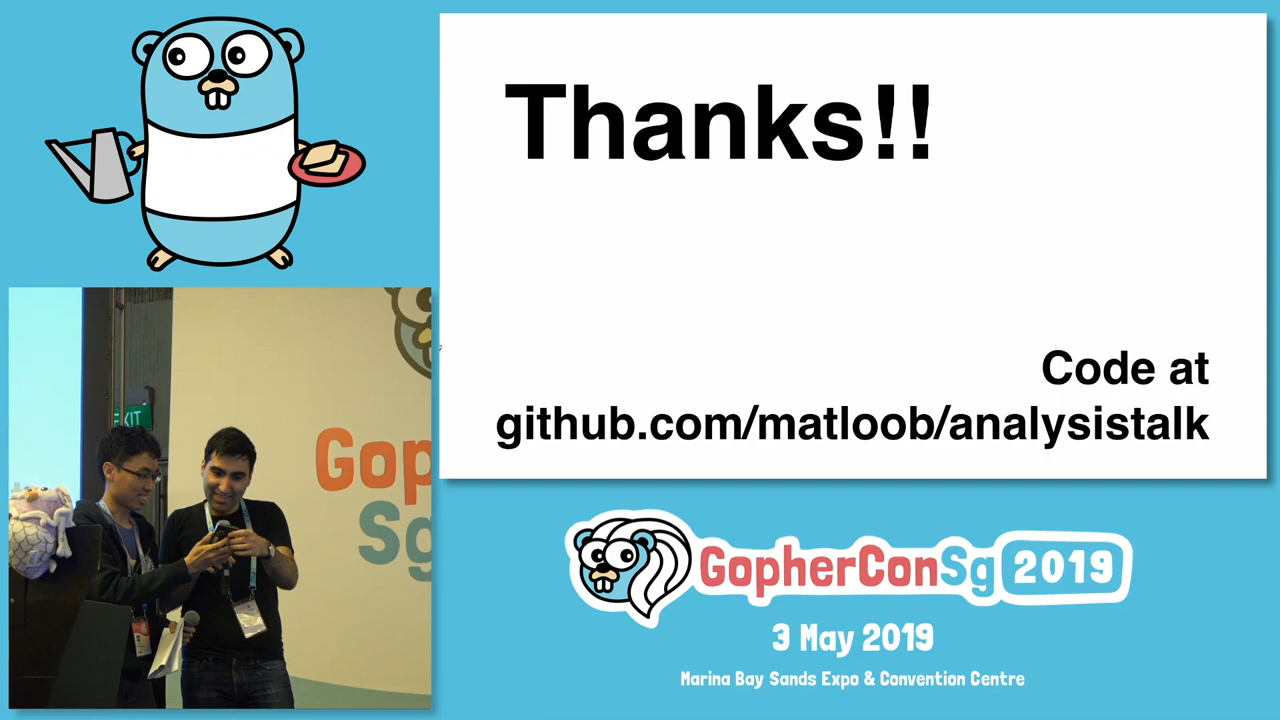 Thanks!!
Code at
github.com/matloob/analysistalk
EXIT
Gop
Sg
GopherConSg 2019
3 May 2019
Marina Bay Sands Expo & Convention Centre